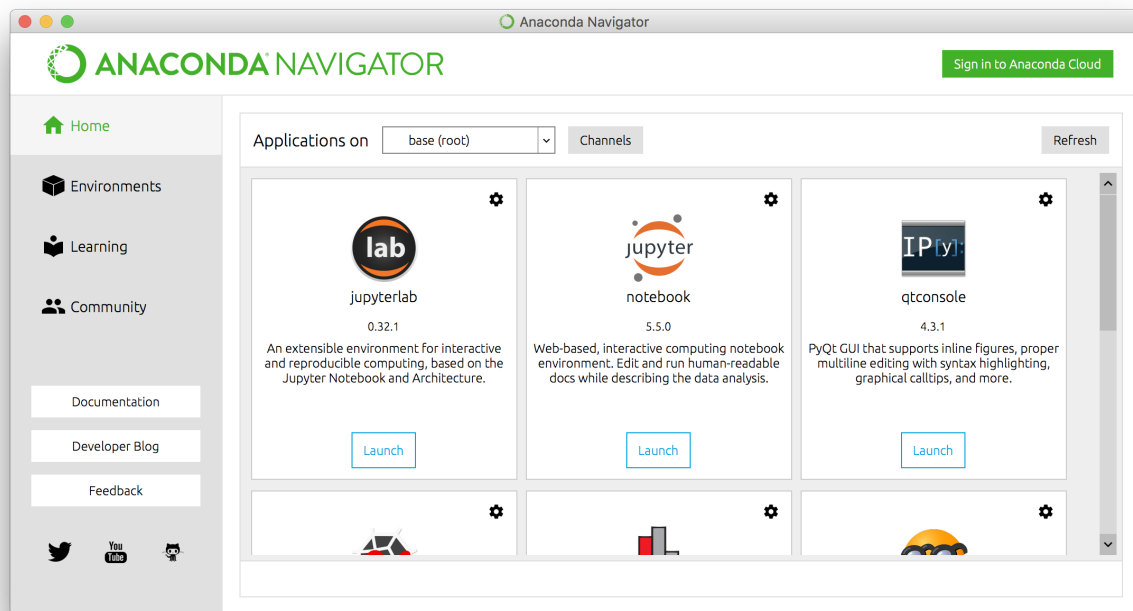 Anaconda Navigator
ANACONDA NAVIGATOR
Sign in to Anaconda Cloud
Home
Environments
Learning
Community
Documentation
Developer Blog
Feedback
You
Tube
Applications on
base (root)
Channels
Refresh
lab
jupyterlab
0.32.1
An extensible environment for interactive
and reproducible computing, based on the
Jupyter Notebook and Architecture.
Launch
jupyter
notebook
5.5.0
Web-based, interactive computing notebook
environment. Edit and run human-readable
docs while describing the data analysis.
Launch
IP[y]:
qtconsole
4.3.1
PyQt GUI that supports inline figures, proper
multiline editing with syntax highlighting,
graphical calltips, and more.
Launch